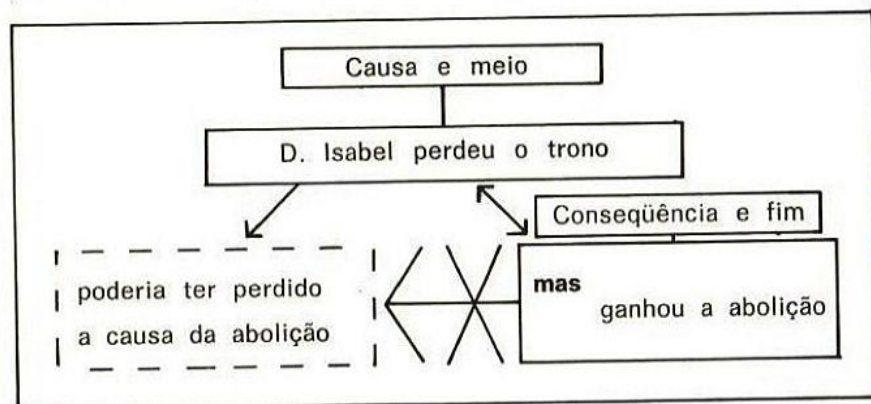 Causa e meio
D. Isabel perdeu o trono
Conseqüência e fim
poderia ter perdido
a causa da abolição
mas
ganhou a abolição